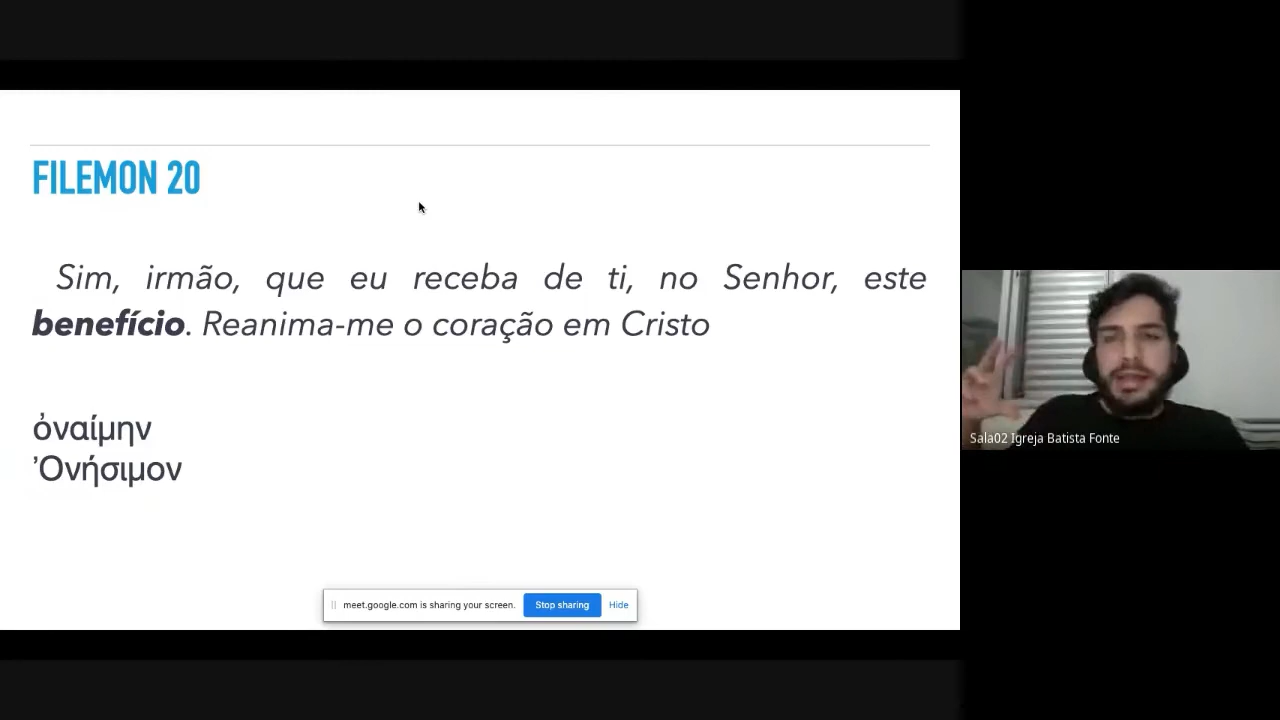 FILEMON 20
Sim, irmão, que eu receba de ti, no Senhor, este
benefício. Reanima-me o coração em Cristo
ὀναίμην
Ὀνήσιμον
meet.google.com is sharing your screen. Stop sharing Hide
Sala02 Igreja Batista Fonte